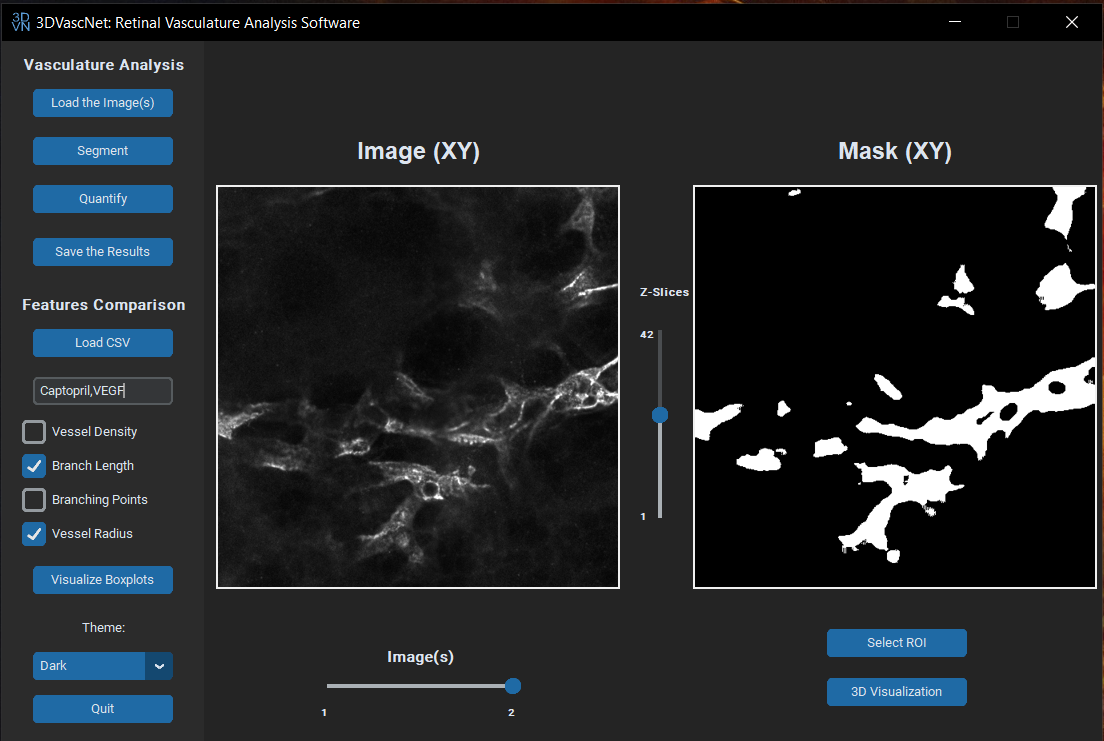 3D
VN
3DVascNet: Retinal Vasculature Analysis Software
Vasculature Analysis
Load the Image(s)
Segment
Quantify
Save the Results
Features Comparison
Load CSV
Captopril,VEGF
Vessel Density
Branch Length
Branching Points
Vessel Radius
Visualize Boxplots
Theme:
Dark
Quit
Image (XY)
Z-Slices
42
1
Image(s)
1 2
Mask (XY)
Select ROI
3D Visualization